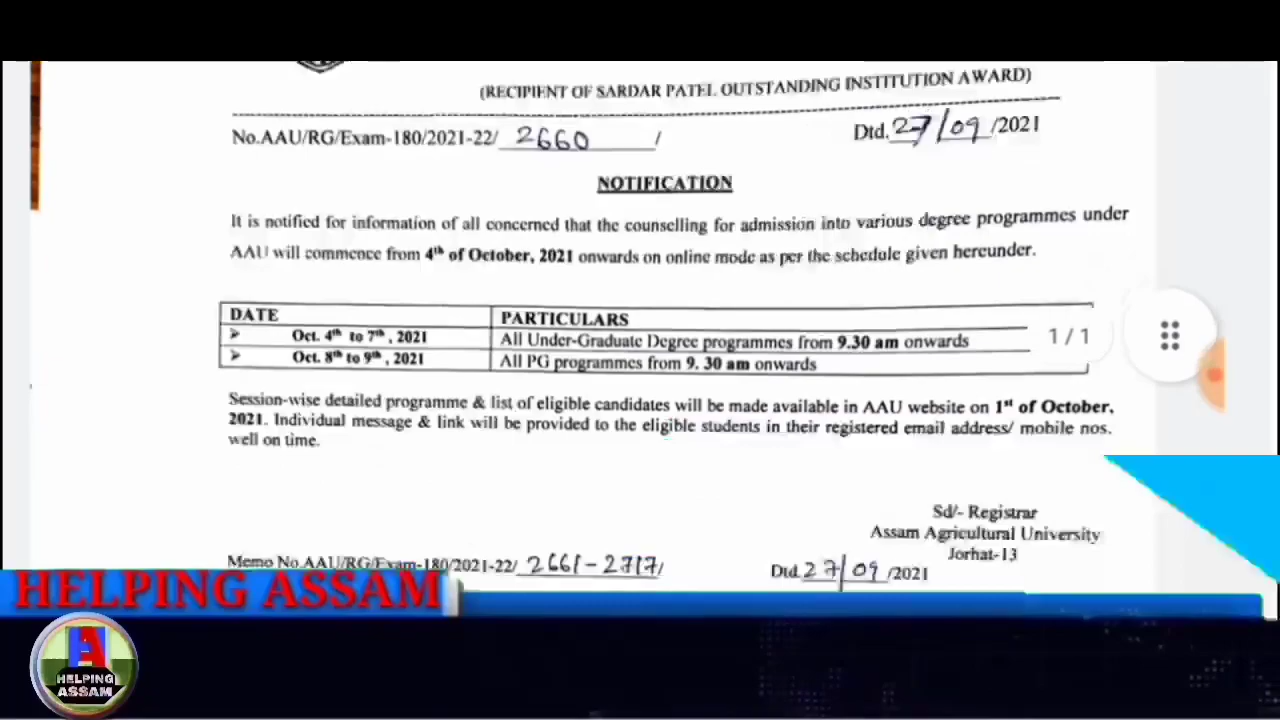 (RECIPIENT OF SARDAR PATEL OUTSTANDING INSTITUTION AWARD)
No.AAU/RG/Exam-180/2021-22/ 2660 /
Dtd. 27/09/2021
NOTIFICATION
It is notified for information of all concerned that the counselling for admission into various degree programmes under
AAU will commence from 4th of October, 2021 onwards on online mode as per the schedule given hereunder.
DATE PARTICULARS
➢ Oct. 4th to 7th, 2021 All Under-Graduate Degree programmes from 9.30 am onwards
➢ Oct. 8th to 9th, 2021 All PG programmes from 9. 30 am onwards
1/1
Session-wise detailed programme & list of eligible candidates will be made available in AAU website on 1st of October,
2021. Individual message & link will be provided to the eligible students in their registered email address/ mobile nos.
well on time.
Sd/- Registrar
Assam Agricultural University
Jorhat-13
Memo No.AAU/RG/Exam-180/2021-22/ 2661-2717/
Dtd. 27/09/2021
HELPING ASSAM
A
HELPING
ASSAM